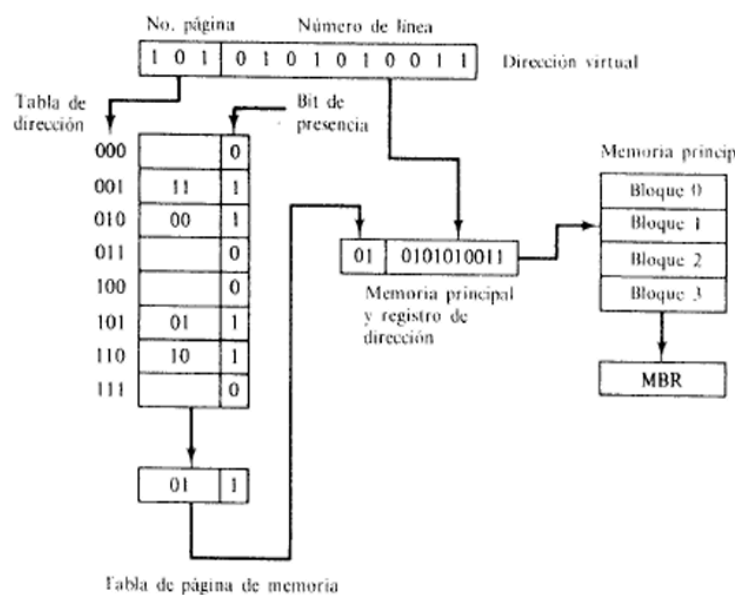 No. página
Número de línea
1 0 1 0 1 0 1 0 1 0 0 1 1
Dirección virtual
Tabla de
dirección
Bit de
presencia
000 0
001 11 1
010 00 1
011 0
100 0
101 01 1
110 10 1
111 0
01 1
Tabla de página de memoria
01 0101010011
Memoria principal
y registro de
dirección
Memoria princip
Bloque 0
Bloque 1
Bloque 2
Bloque 3
MBR